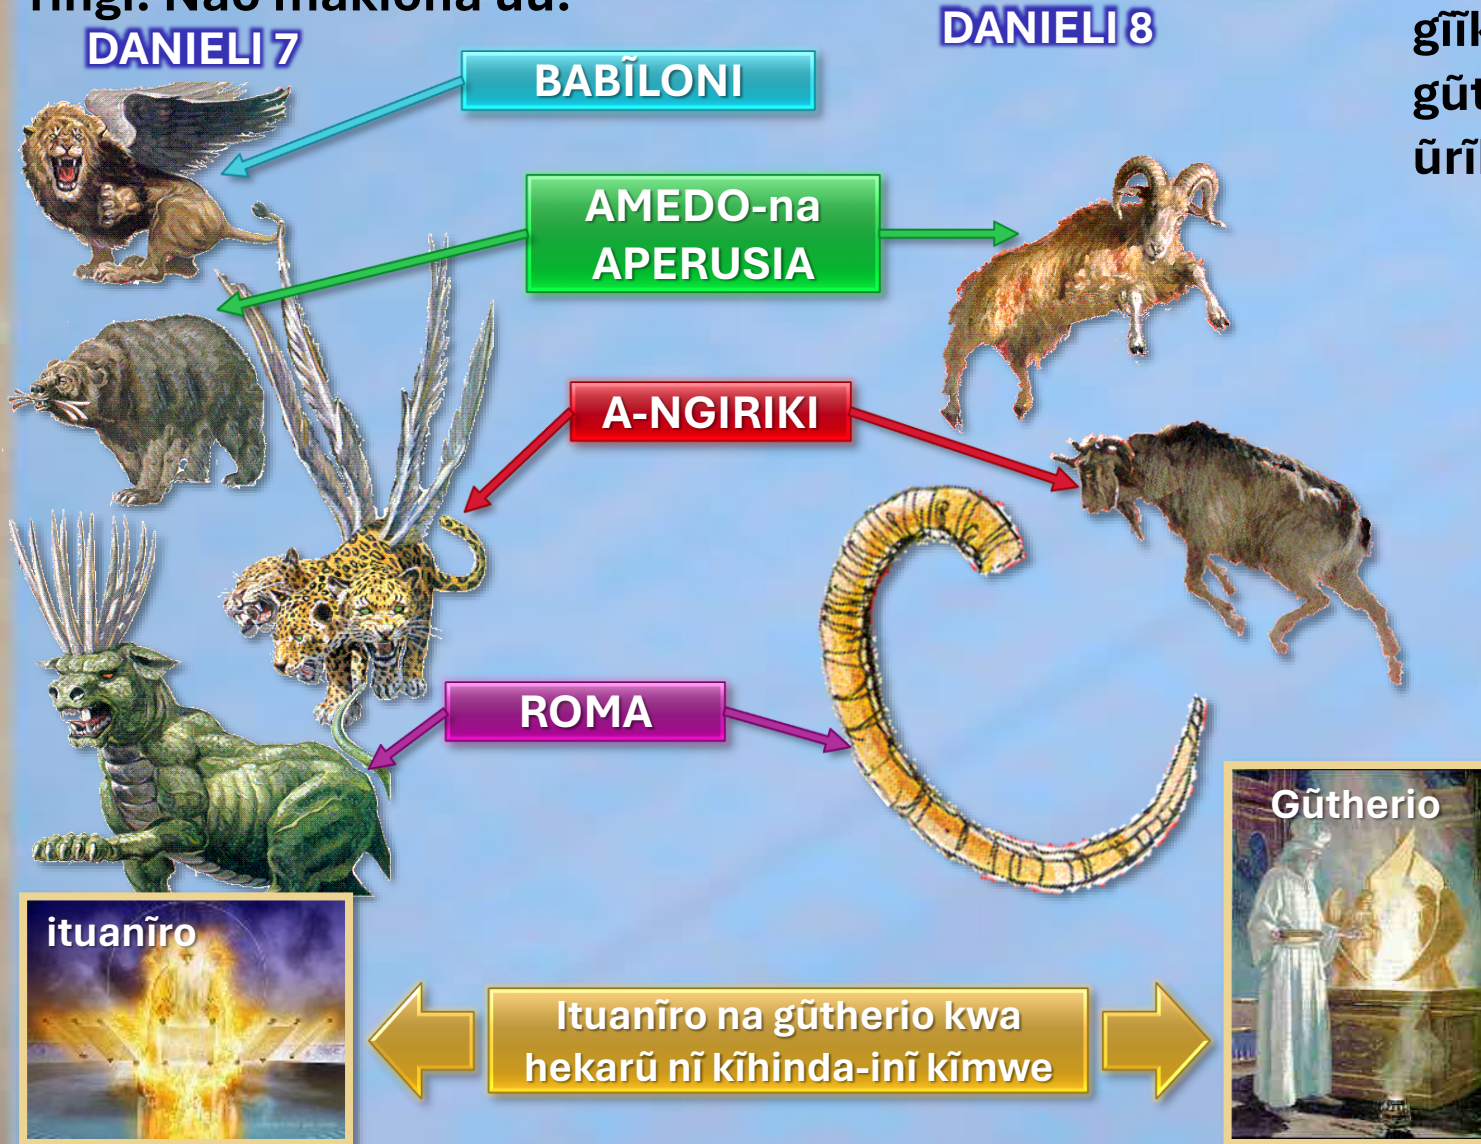 DANIELI 7
DANIELI 8
BABĨLONI
AMEDO-na
APERUSIA
A-NGIRIKI
ROMA
Gũtherio
ituanĩro
Ituanĩro na gũtherio kwa
hekarũ nĩ kĩhinda-inĩ kĩmwe